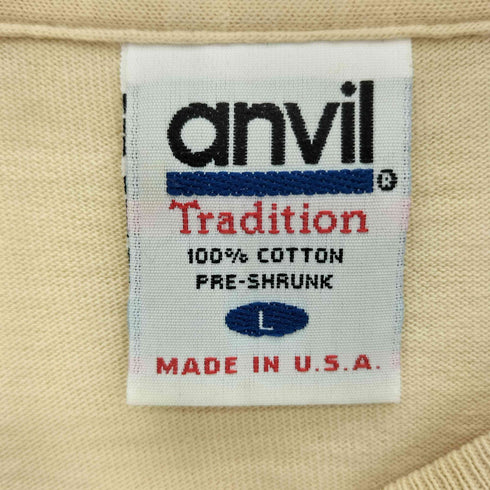 anvil®
Tradition
100% COTTON
PRE-SHRUNK
L
MADE IN U.S.A.